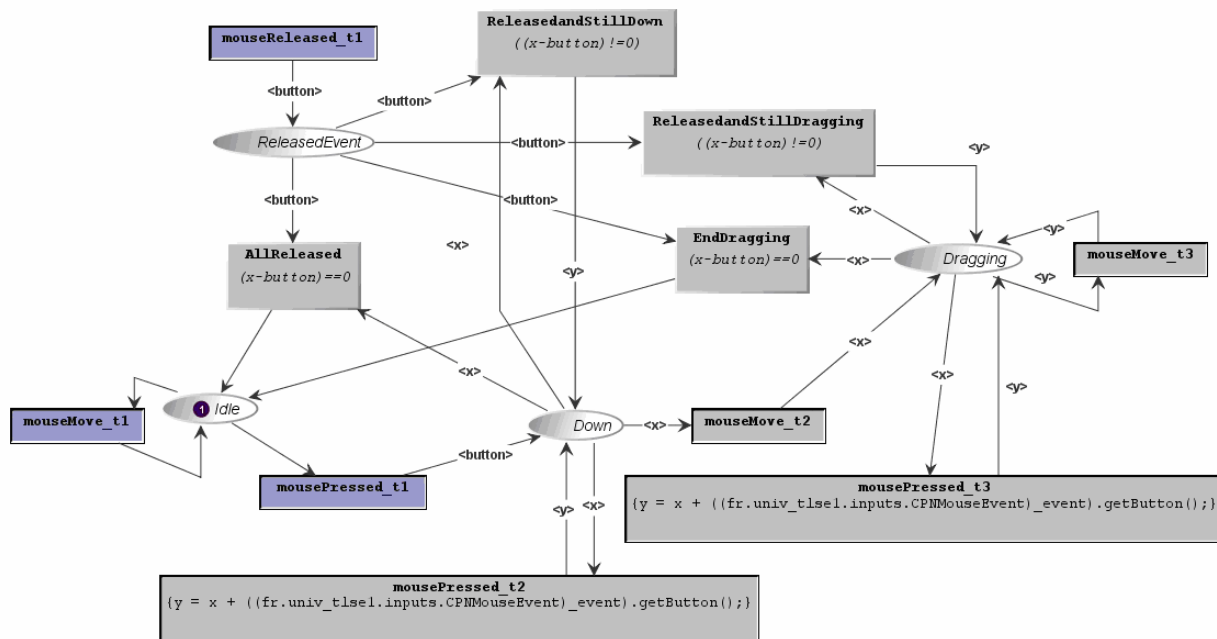 ReleasedandStillDown
((x-button)!=0)
mouseReleased_t1
<button>
<button>
ReleasedEvent
<button>
ReleasedandStillDragging
((x-button)!=0)
<y>
<button>
<button>
<x>
<x>
<y>
AllReleased
(x-button)==0
EndDragging
(x-button)==0
<x>
Dragging
mouseMove_t3
<y>
<y>
<x>
<x>
<x>
<y>
1
Idle
mouseMove_t1
Down
<x>
mouseMove_t2
<button>
mousePressed_t1
<y>
<x>
mousePressed_t3
{y = x + ((fr.univ_tlse1.inputs.CPNMouseEvent)_event).getButton();}
mousePressed_t2
{y = x + ((fr.univ_tlse1.inputs.CPNMouseEvent)_event).getButton();}